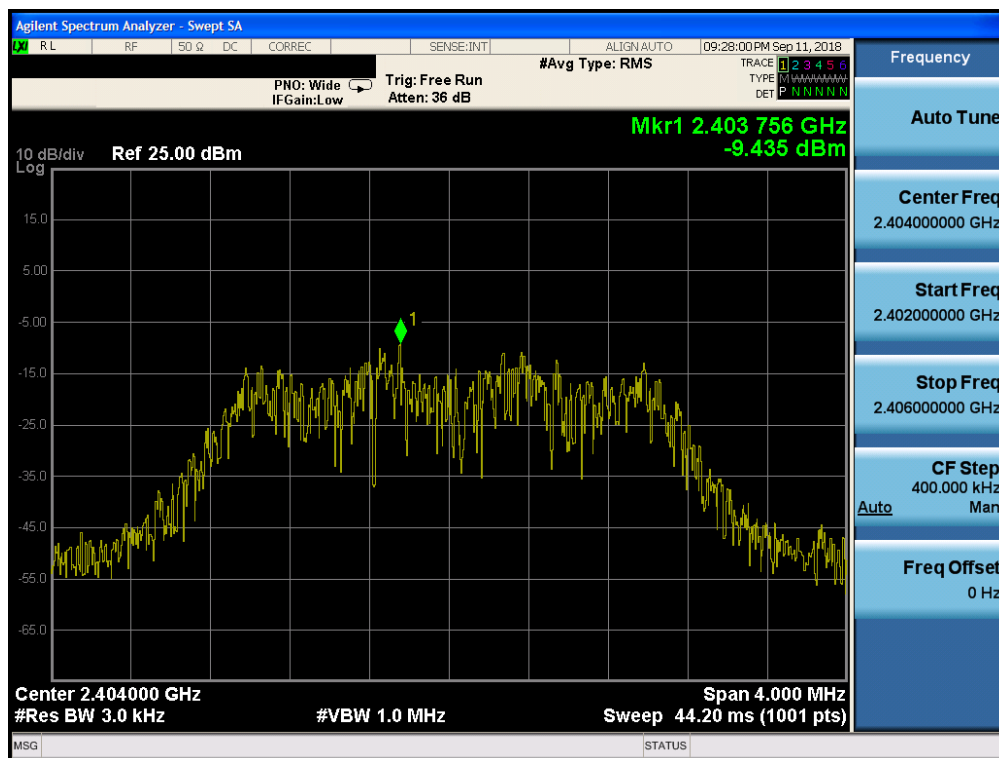 Agilent Spectrum Analyzer - Swept SA
LXI RL RF 50 Ω DC CORREC SENSE:INT ALIGN AUTO 09:28:00 PM Sep 11, 2018
Frequency
#Avg Type: RMS TRACE 1 2 3 4 5 6
PNO: Wide Trig: Free Run TYPE M WWWWW
IFGain:Low Atten: 36 dB DET P N N N N N
Auto Tune
Mkr1 2.403 756 GHz
10 dB/div Ref 25.00 dBm -9.435 dBm
Log
Center Freq
2.404000000 GHz
15.0
5.00
Start Freq
2.402000000 GHz
-5.00
1
-15.0
Stop Freq
2.406000000 GHz
-25.0
-35.0
CF Step
400.000 kHz
Auto Man
-45.0
Freq Offset
0 Hz
-55.0
-65.0
Center 2.404000 GHz Span 4.000 MHz
#Res BW 3.0 kHz #VBW 1.0 MHz Sweep 44.20 ms (1001 pts)
MSG STATUS